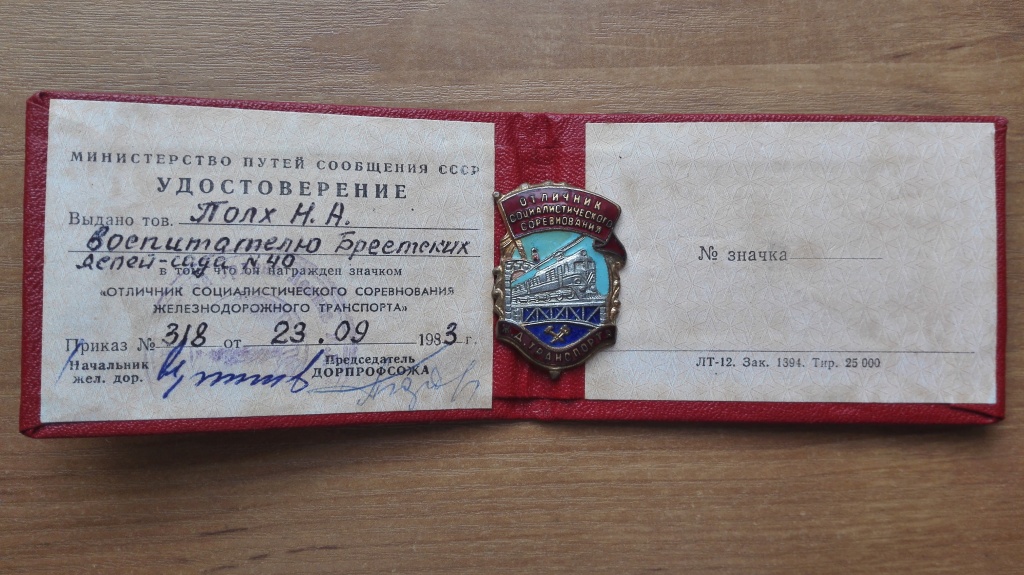 МИНИСТЕРСТВО ПУТЕЙ СООБЩЕНИЯ СССР
УДОСТОВЕРЕНИЕ
Выдано тов. Полх Н. А.
воспитателю Брестских
яслей-сада №40
в том, что он награжден значком
«ОТЛИЧНИК СОЦИАЛИСТИЧЕСКОГО СОРЕВНОВАНИЯ
ЖЕЛЕЗНОДОРОЖНОГО ТРАНСПОРТА»
Приказ № 318 от 23.09 1983 г.
Начальник
жел. дор.
Председатель
ДОРПРОФСОЖА
ОТЛИЧНИК
СОЦИАЛИСТИЧЕСКОГО
СОРЕВНОВАНИЯ
Ж.Д. ТРАНСПОРТА
№ значка
ЛТ-12. Зак. 1394. Тир. 25 000